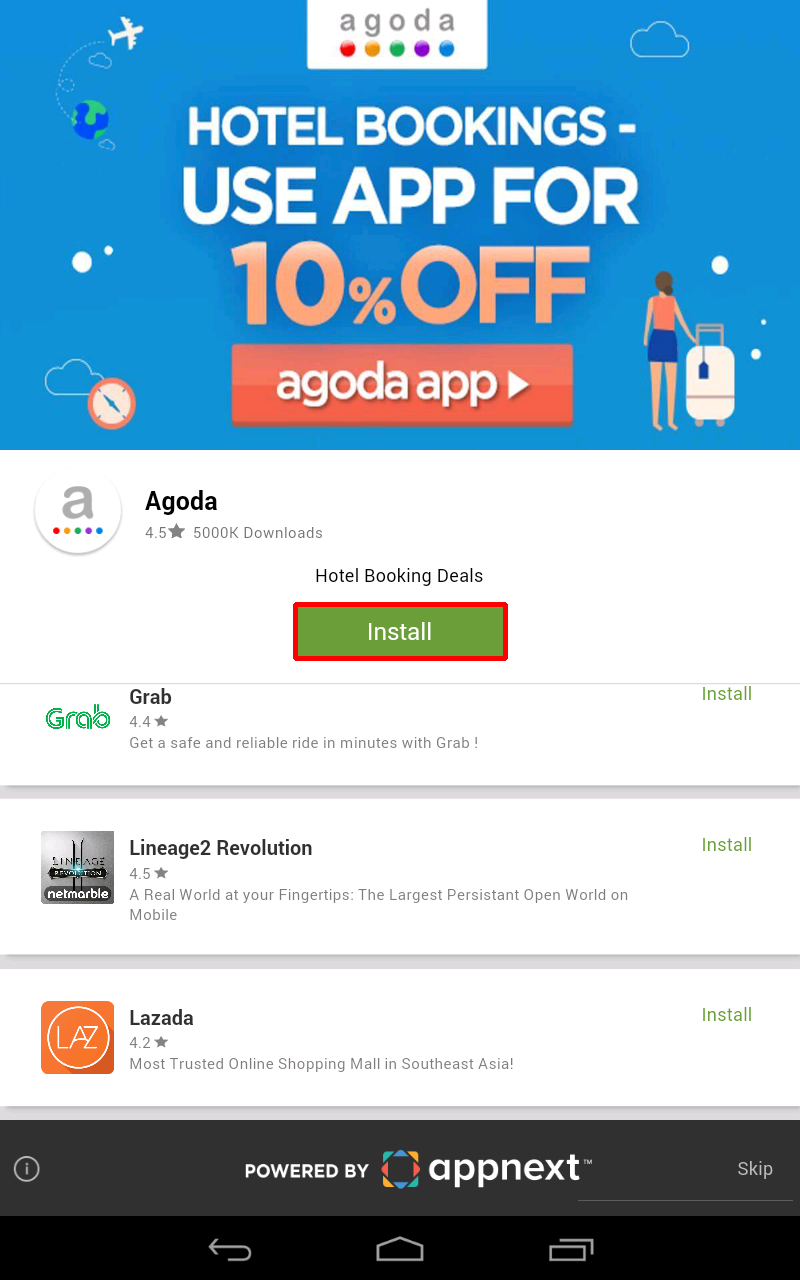 agoda
HOTEL BOOKINGS -
USE APP FOR
10% OFF
agoda app
a
Agoda
4.5★ 5000K Downloads
Hotel Booking Deals
Install
Grab
Grab
Install
4.4 ★
Get a safe and reliable ride in minutes with Grab !
LINEAGE
REVOLUTION
netmarble
Lineage2 Revolution
Install
4.5 ★
A Real World at your Fingertips: The Largest Persistant Open World on
Mobile
LAZ
Lazada
Install
4.2 ★
Most Trusted Online Shopping Mall in Southeast Asia!
POWERED BY appnext™
Skip